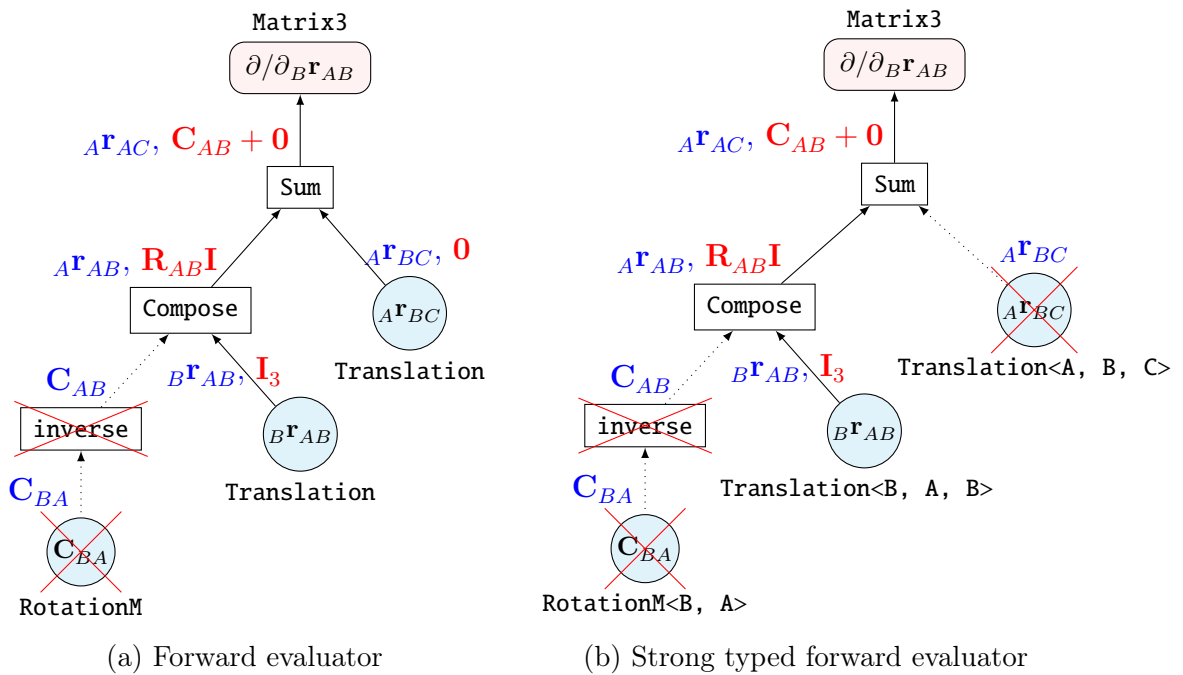 Matrix3
∂/∂_B r_AB
_A r_AC, C_AB + 0
Sum
_A r_AB, R_AB I
_A r_BC, 0
Compose
_A r_BC
Translation
C_AB
_B r_AB, I_3
inverse
_B r_AB
Translation
C_BA
C_BA
RotationM
(a) Forward evaluator
Matrix3
∂/∂_B r_AB
_A r_AC, C_AB + 0
Sum
_A r_AB, R_AB I
_A r_BC
Compose
_A r_BC
Translation<A, B, C>
C_AB
_B r_AB, I_3
inverse
_B r_AB
Translation<B, A, B>
C_BA
C_BA
RotationM<B, A>
(b) Strong typed forward evaluator